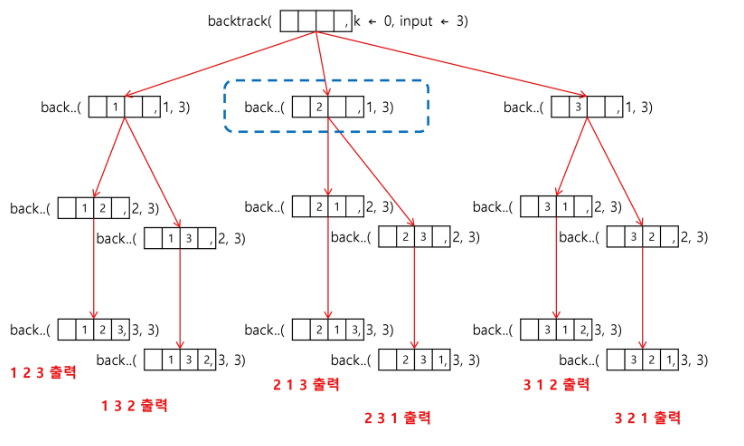 backtrack( , k ← 0, input ← 3)
back..( 1 , 1, 3)
back..( 2 , 1, 3)
back..( 3 , 1, 3)
back..( 1 2 , 2, 3)
back..( 1 3 , 2, 3)
back..( 2 1 , 2, 3)
back..( 2 3 , 2, 3)
back..( 3 1 , 2, 3)
back..( 3 2 , 2, 3)
back..( 1 2 3, 3, 3)
back..( 1 3 2, 3, 3)
back..( 2 1 3, 3, 3)
back..( 2 3 1, 3, 3)
back..( 3 1 2, 3, 3)
back..( 3 2 1, 3, 3)
1 2 3 출력
1 3 2 출력
2 1 3 출력
2 3 1 출력
3 1 2 출력
3 2 1 출력